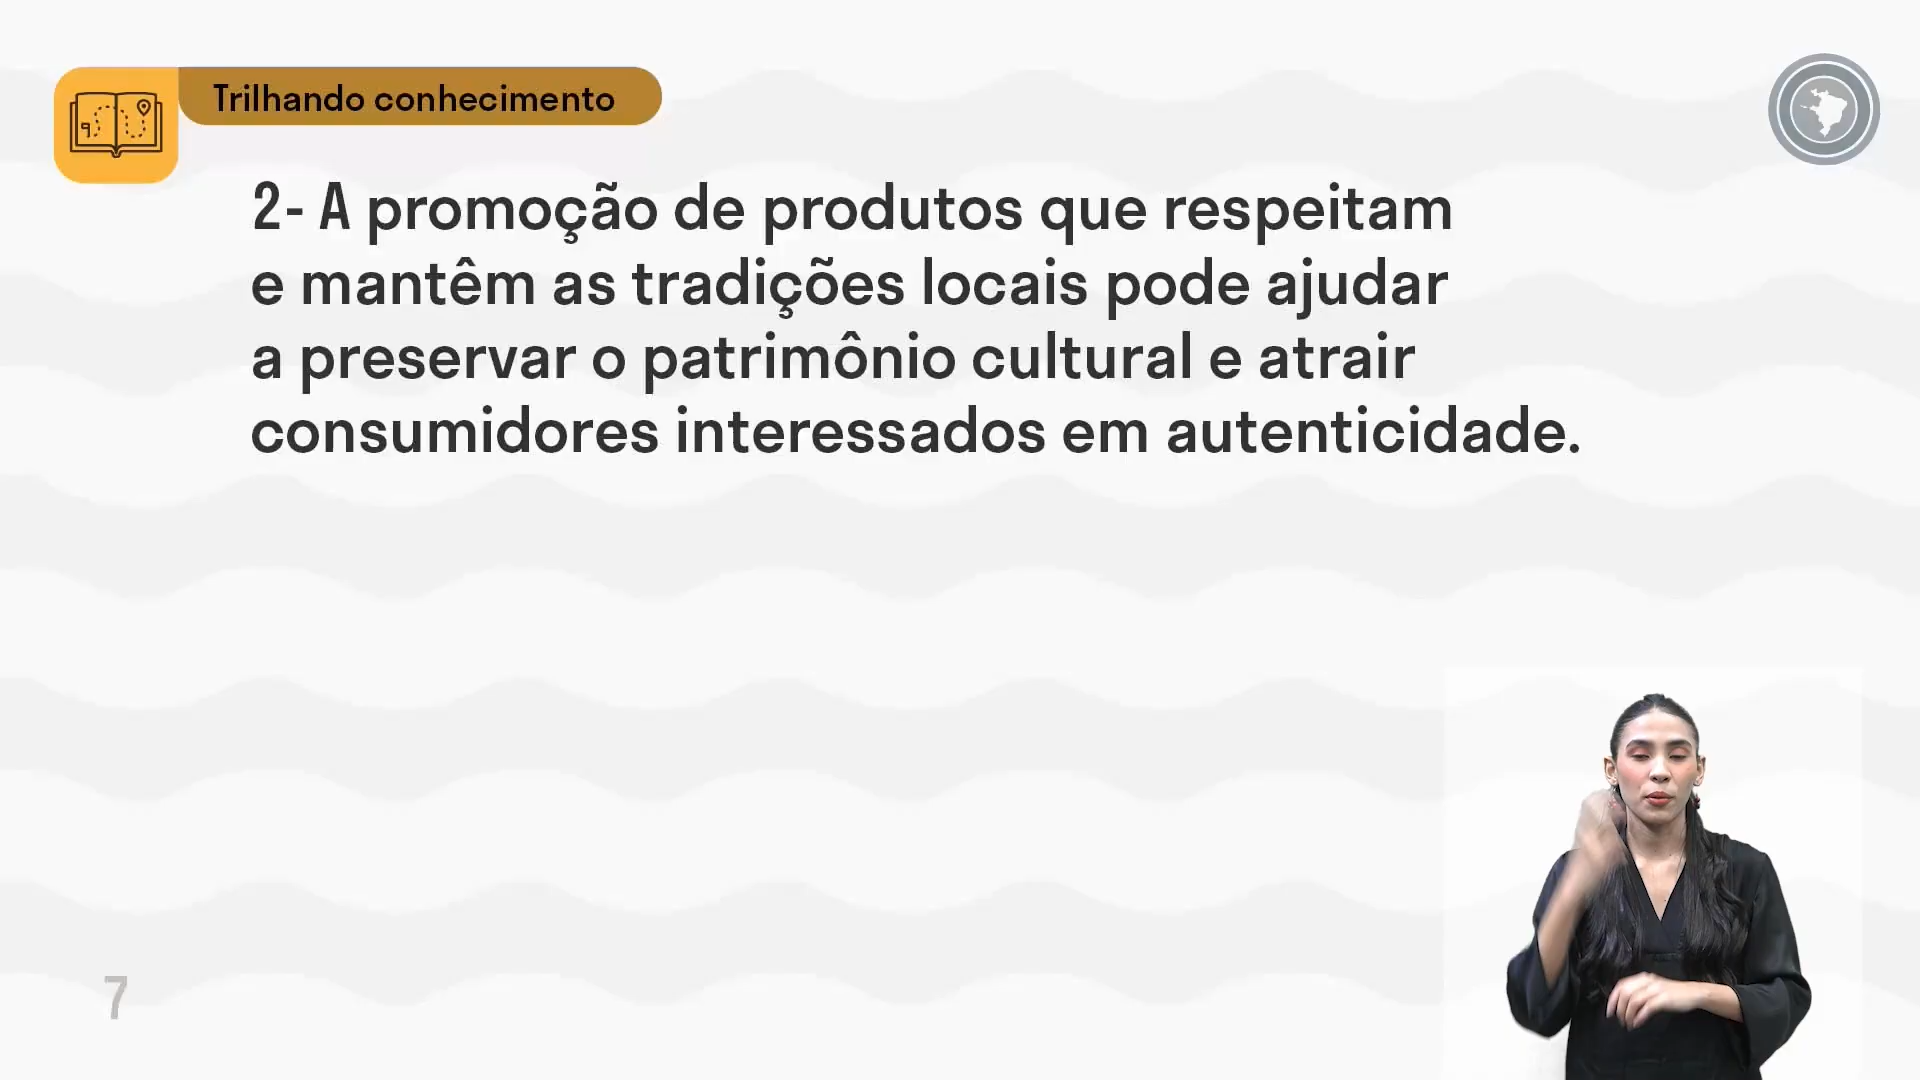 Trilhando conhecimento
2- A promoção de produtos que respeitam
e mantêm as tradições locais pode ajudar
a preservar o patrimônio cultural e atrair
consumidores interessados em autenticidade.
7